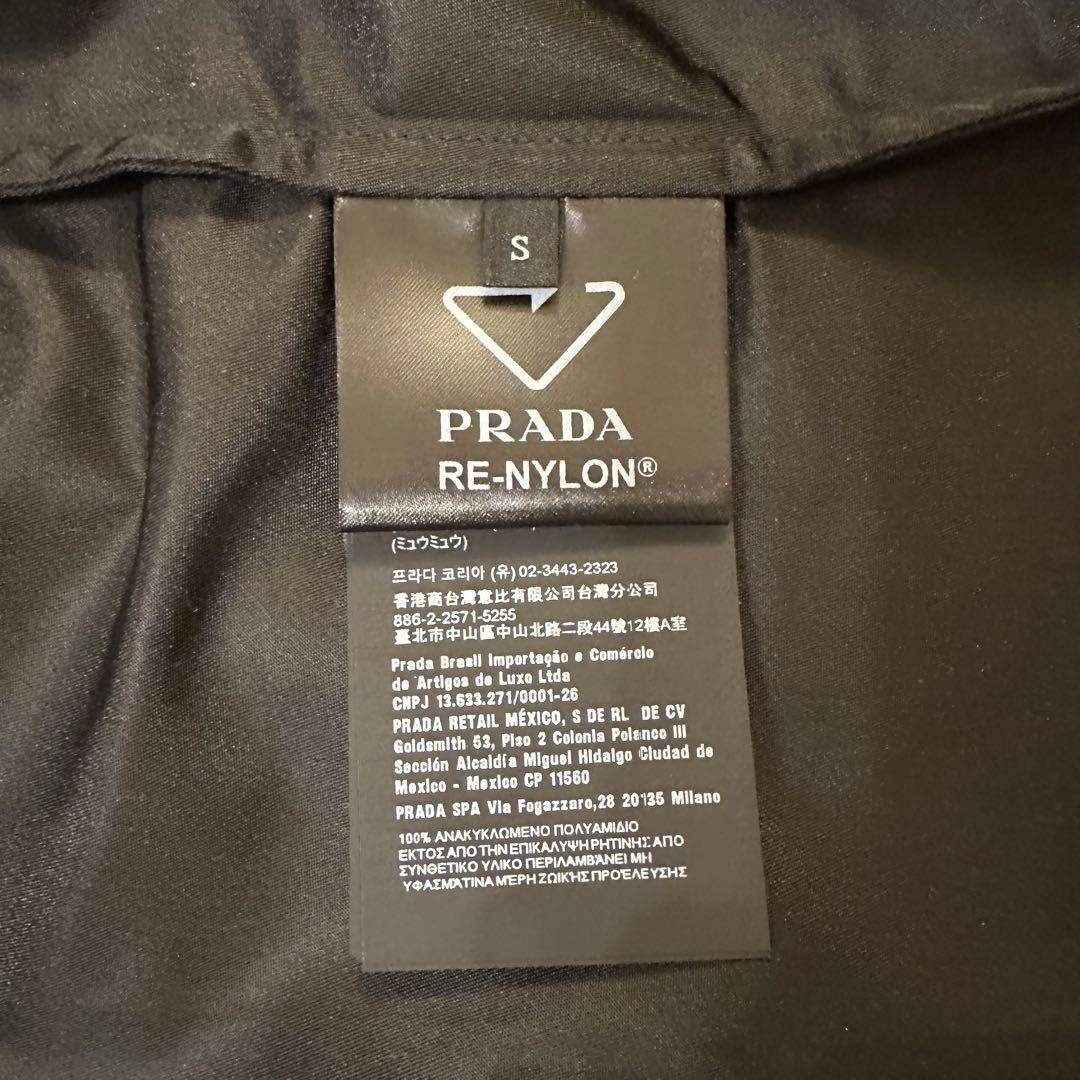 S
PRADA
RE-NYLON®
(ミュウミュウ)
프라다 코리아 (유) 02-3443-2323
香港商台灣意比有限公司台灣分公司
886-2-2571-5255
臺北市中山區中山北路二段44號12樓A室
Prada Brasil Importação e Comércio
de Artigos de Luxo Ltda
CNPJ 13.633.271/0001-26
PRADA RETAIL MÉXICO, S DE RL DE CV
Goldsmith 53, Piso 2 Colonia Polanco III
Sección Alcaldía Miguel Hidalgo Ciudad de
Mexico - Mexico CP 11560
PRADA SPA Via Fogazzaro,28 20135 Milano
100% ΑΝΑΚΥΚΛΩΜΕΝΟ ΠΟΛΥΑΜΙΔΙΟ
ΕΚΤΟΣ ΑΠΟ ΤΗΝ ΕΠΙΚΑΛΥΨΗ ΡΗΤΙΝΗΣ ΑΠΟ
ΣΥΝΘΕΤΙΚΟ ΥΛΙΚΟ ΠΕΡΙΛΑΜΒΆΝΕΙ ΜΗ
ΥΦΑΣΜΆΤΙΝΑ ΜΈΡΗ ΖΩΙΚΉΣ ΠΡΟΈΛΕΥΣΗΣ